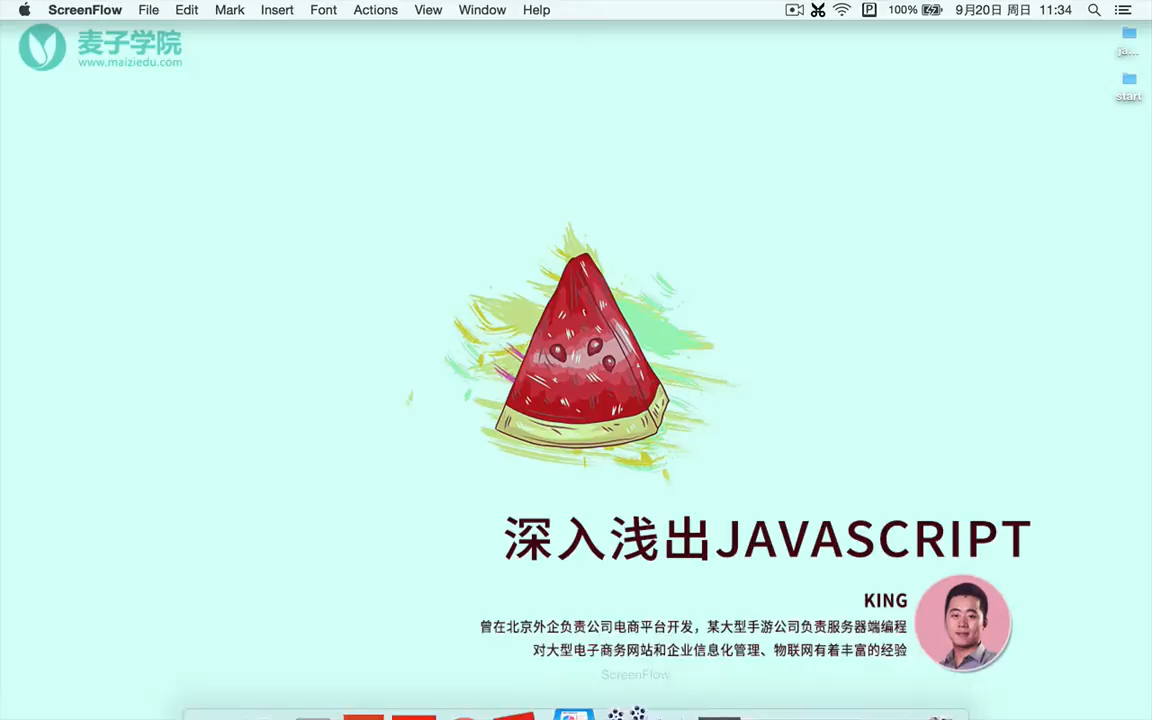 ScreenFlow File Edit Mark Insert Font Actions View Window Help 100% 9月20日 周日 11:34
麦子学院
www.maiziedu.com
ja...
start
深入浅出JAVASCRIPT
KING
曾在北京外企负责公司电商平台开发，某大型手游公司负责服务器端编程
对大型电子商务网站和企业信息化管理、物联网有着丰富的经验
ScreenFlow